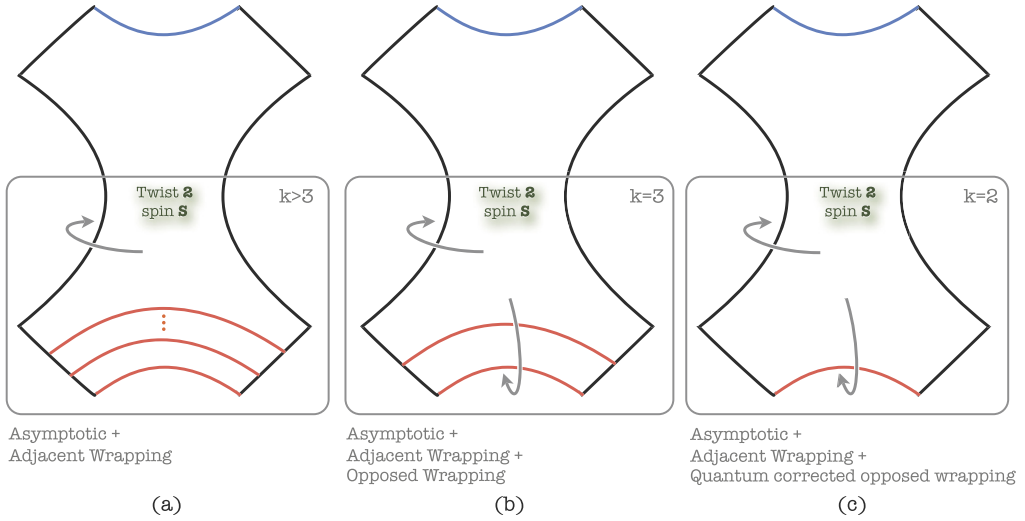 Twist 2
spin S
k>3
Twist 2
spin S
k=3
Twist 2
spin S
k=2
Asymptotic +
Adjacent Wrapping
Asymptotic +
Adjacent Wrapping +
Opposed Wrapping
Asymptotic +
Adjacent Wrapping +
Quantum corrected opposed wrapping
(a)
(b)
(c)